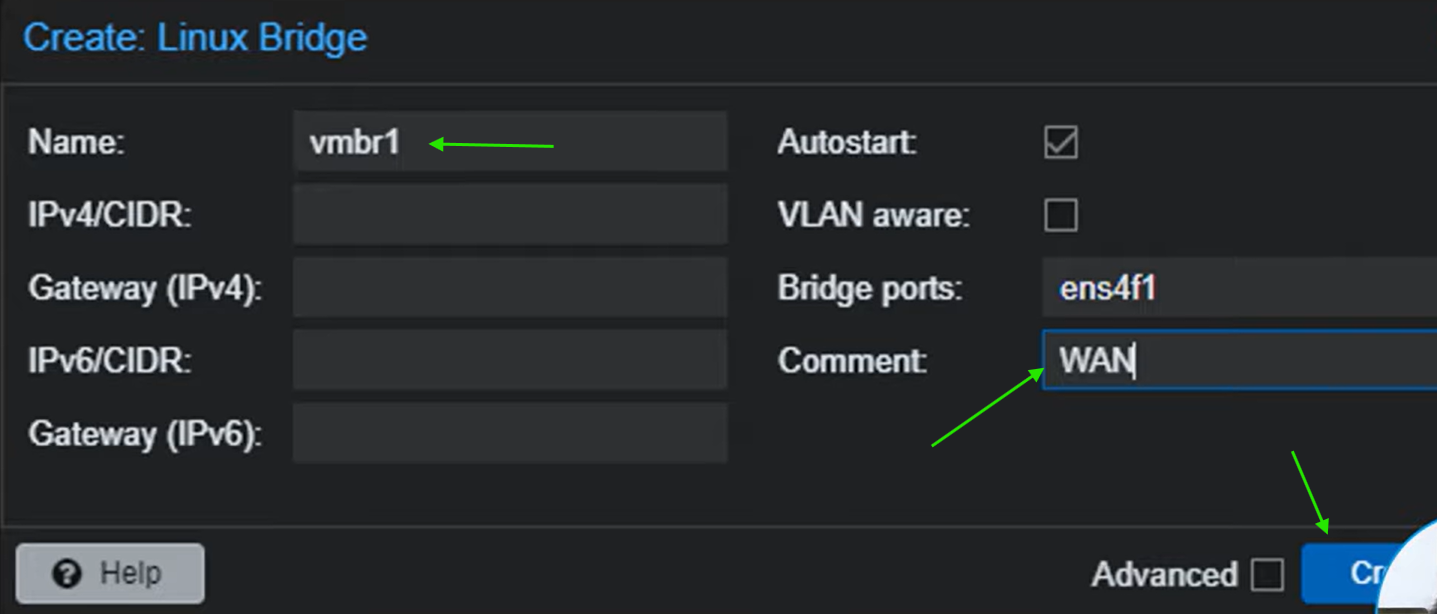 Create: Linux Bridge
Name: vmbr1 Autostart:
IPv4/CIDR: VLAN aware:
Gateway (IPv4): Bridge ports: ens4f1
IPv6/CIDR: Comment: WAN
Gateway (IPv6):
Help Advanced